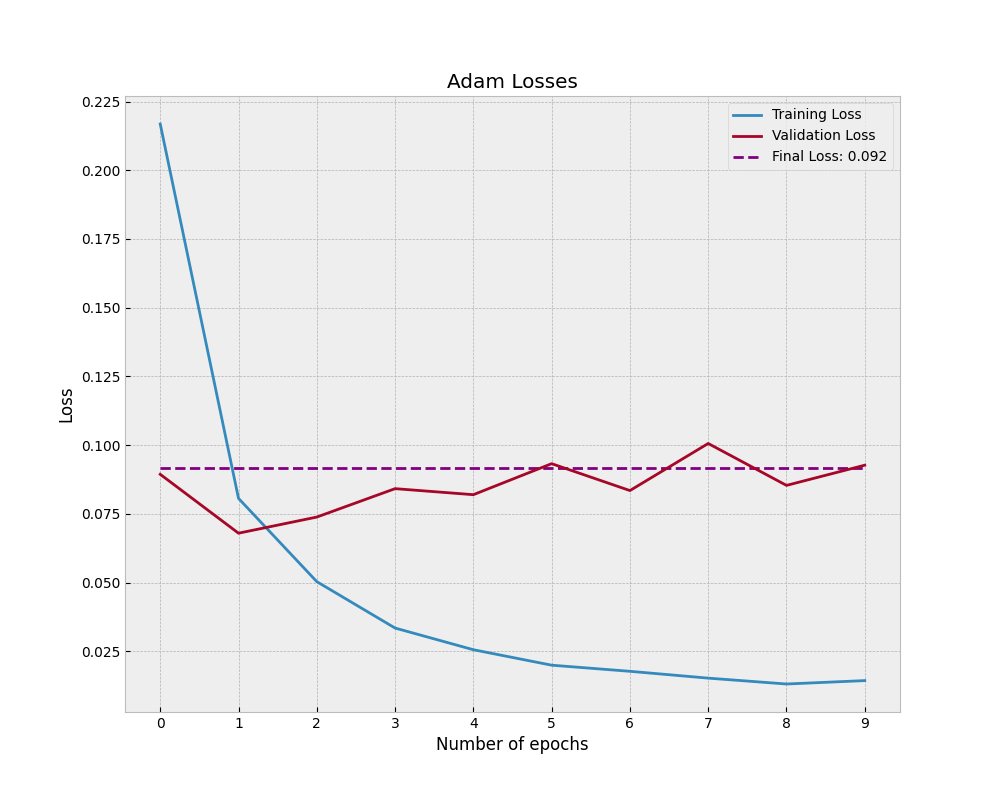 Adam Losses
Training Loss
Validation Loss
Final Loss: 0.092
Loss
0.225
0.200
0.175
0.150
0.125
0.100
0.075
0.050
0.025
0 1 2 3 4 5 6 7 8 9
Number of epochs